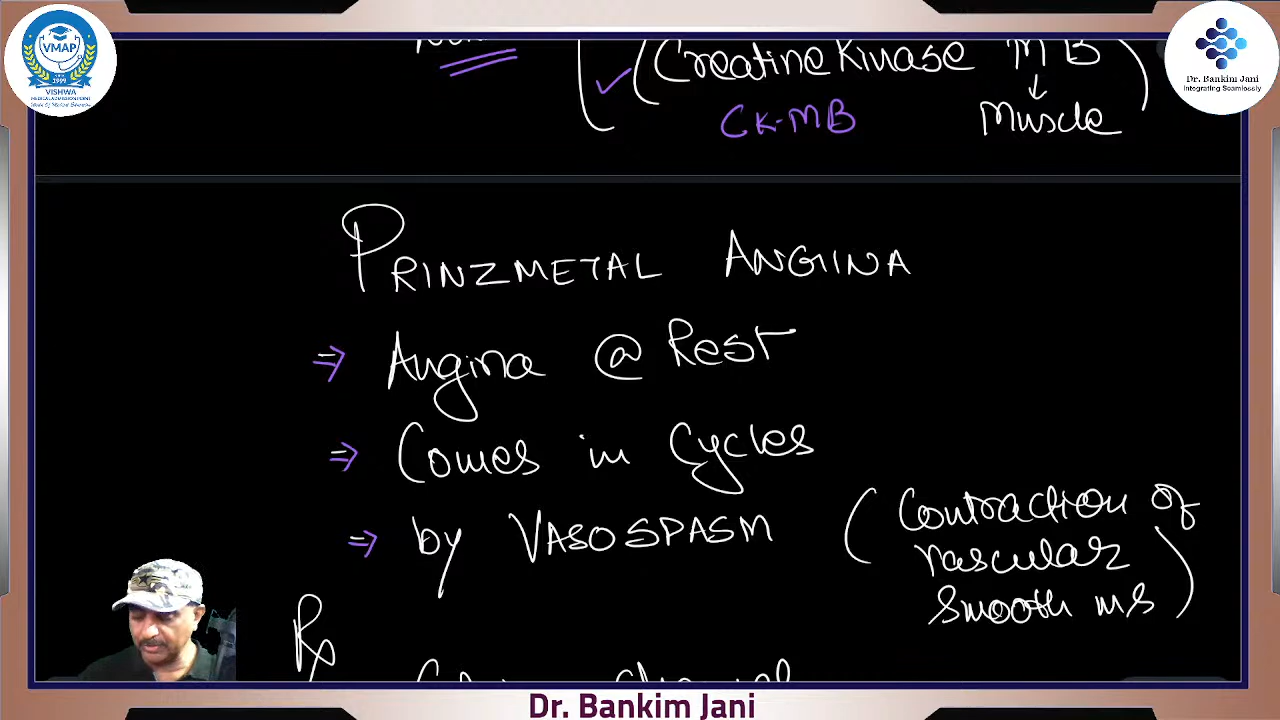 VMAP
VISHWA
Dr. Bankim Jani
Integrating Seamlessly
(Creatine Kinase MB)
CK-MB
Muscle
PRINZMETAL ANGINA
⇒ Angina @ Rest
⇒ Comes in Cycles
⇒ by VASOSPASM (Contraction of
vascular
smooth ms)
Rx
Dr. Bankim Jani